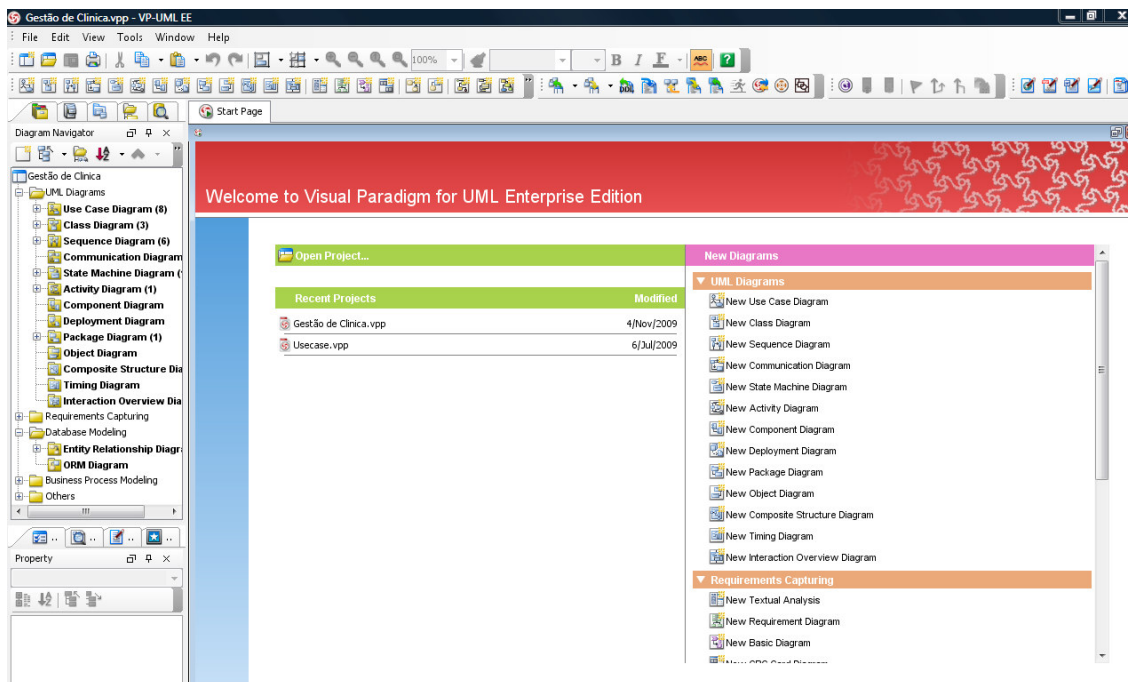 Gestão de Clinica.vpp - VP-UML EE
File Edit View Tools Window Help
100%
B I F
ABC
Start Page
Diagram Navigator
Gestão de Clinica
UML Diagrams
Use Case Diagram (8)
Class Diagram (3)
Sequence Diagram (6)
Communication Diagram
State Machine Diagram (
Activity Diagram (1)
Component Diagram
Deployment Diagram
Package Diagram (1)
Object Diagram
Composite Structure Dia
Timing Diagram
Interaction Overview Dia
Requirements Capturing
Database Modeling
Entity Relationship Diagr
ORM Diagram
Business Process Modeling
Others
Property
Welcome to Visual Paradigm for UML Enterprise Edition
Open Project...
Recent Projects Modified
Gestão de Clinica.vpp 4/Nov/2009
Usecase.vpp 6/Jul/2009
New Diagrams
UML Diagrams
New Use Case Diagram
New Class Diagram
New Sequence Diagram
New Communication Diagram
New State Machine Diagram
New Activity Diagram
New Component Diagram
New Deployment Diagram
New Package Diagram
New Object Diagram
New Composite Structure Diagram
New Timing Diagram
New Interaction Overview Diagram
Requirements Capturing
New Textual Analysis
New Requirement Diagram
New Basic Diagram
New CRC Card Diagram